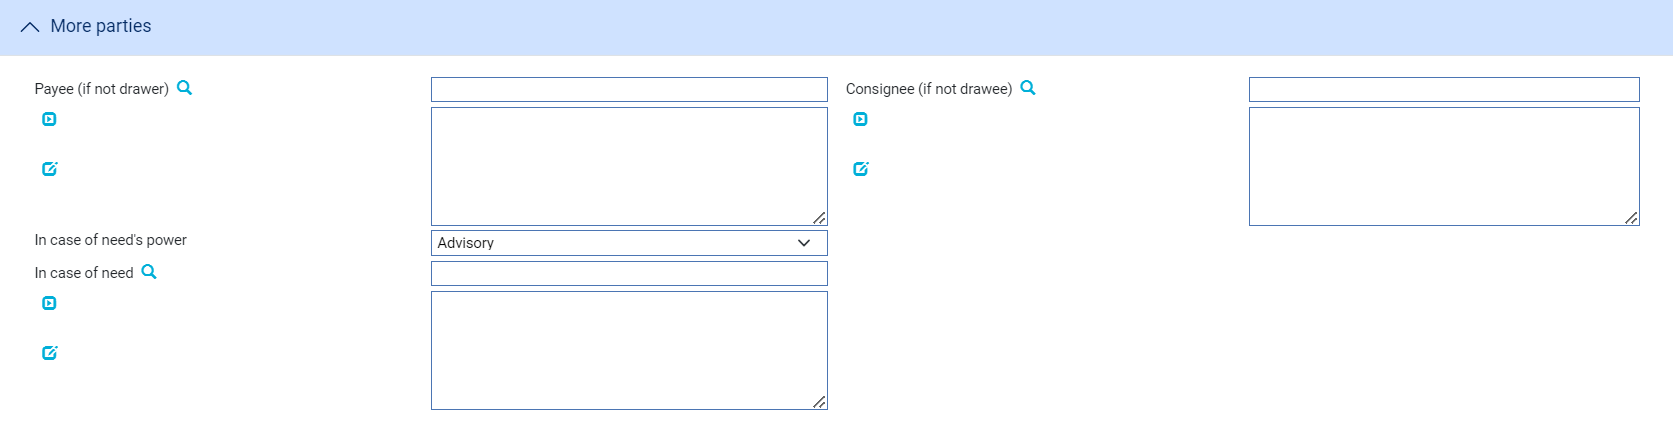 More parties
Payee (if not drawer)
Consignee (if not drawee)
In case of need's power
Advisory
In case of need